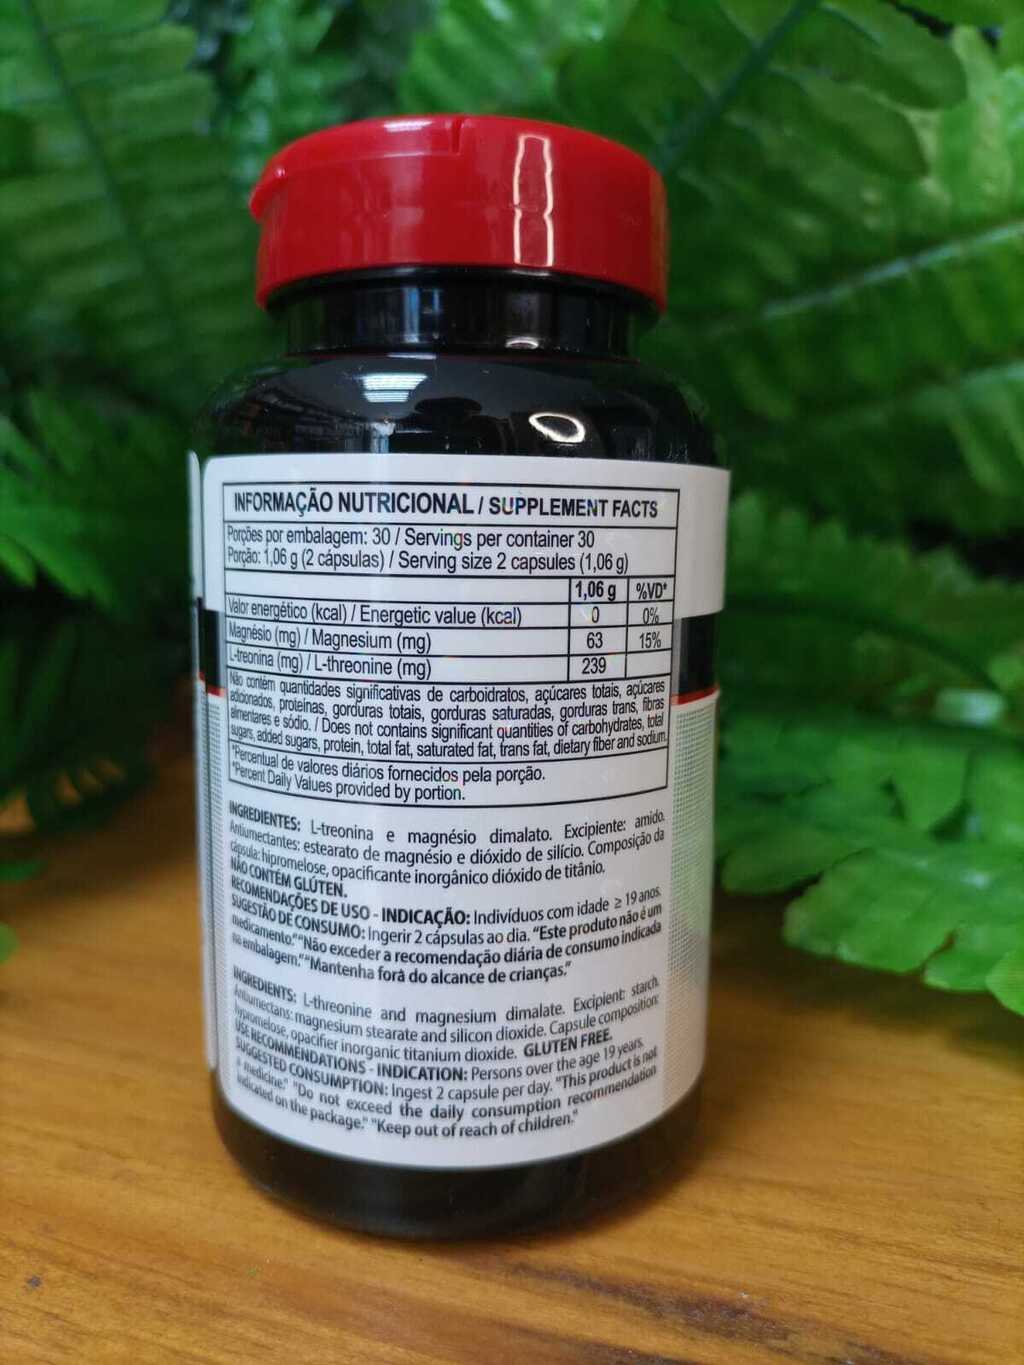 INFORMAÇÃO NUTRICIONAL / SUPPLEMENT FACTS
Porções por embalagem: 30 / Servings per container 30
Porção: 1,06 g (2 cápsulas) / Serving size 2 capsules (1,06 g)
1,06 g %VD*
Valor energético (kcal) / Energetic value (kcal) 0 0%
Magnésio (mg) / Magnesium (mg) 63 15%
L-treonina (mg) / L-threonine (mg) 239
Não contém quantidades significativas de carboidratos, açúcares totais, açúcares
adicionados, proteínas, gorduras totais, gorduras saturadas, gorduras trans, fibras
alimentares e sódio. / Does not contains significant quantities of carbohydrates, total
sugars, added sugars, protein, total fat, saturated fat, trans fat, dietary fiber and sodium.
*Percentual de valores diários fornecidos pela porção.
*Percent Daily Values provided by portion.
INGREDIENTES: L-treonina e magnésio dimalato. Excipiente: amido.
Antiumectantes: estearato de magnésio e dióxido de silício. Composição da
cápsula: hipromelose, opacificante inorgânico dióxido de titânio.
NÃO CONTÉM GLÚTEN.
RECOMENDAÇÕES DE USO - INDICAÇÃO: Indivíduos com idade ≥ 19 anos.
SUGESTÃO DE CONSUMO: Ingerir 2 cápsulas ao dia. "Este produto não é um
medicamento." "Não exceder a recomendação diária de consumo indicada
na embalagem." "Mantenha fora do alcance de crianças."
INGREDIENTS: L-threonine and magnesium dimalate. Excipient: starch.
Antiumectans: magnesium stearate and silicon dioxide. Capsule composition:
hypromelose, opacifier inorganic titanium dioxide. GLUTEN FREE.
USE RECOMMENDATIONS - INDICATION: Persons over the age 19 years.
SUGGESTED CONSUMPTION: Ingest 2 capsule per day. "This product is not
a medicine." "Do not exceed the daily consumption recommendation
indicated on the package." "Keep out of reach of children."